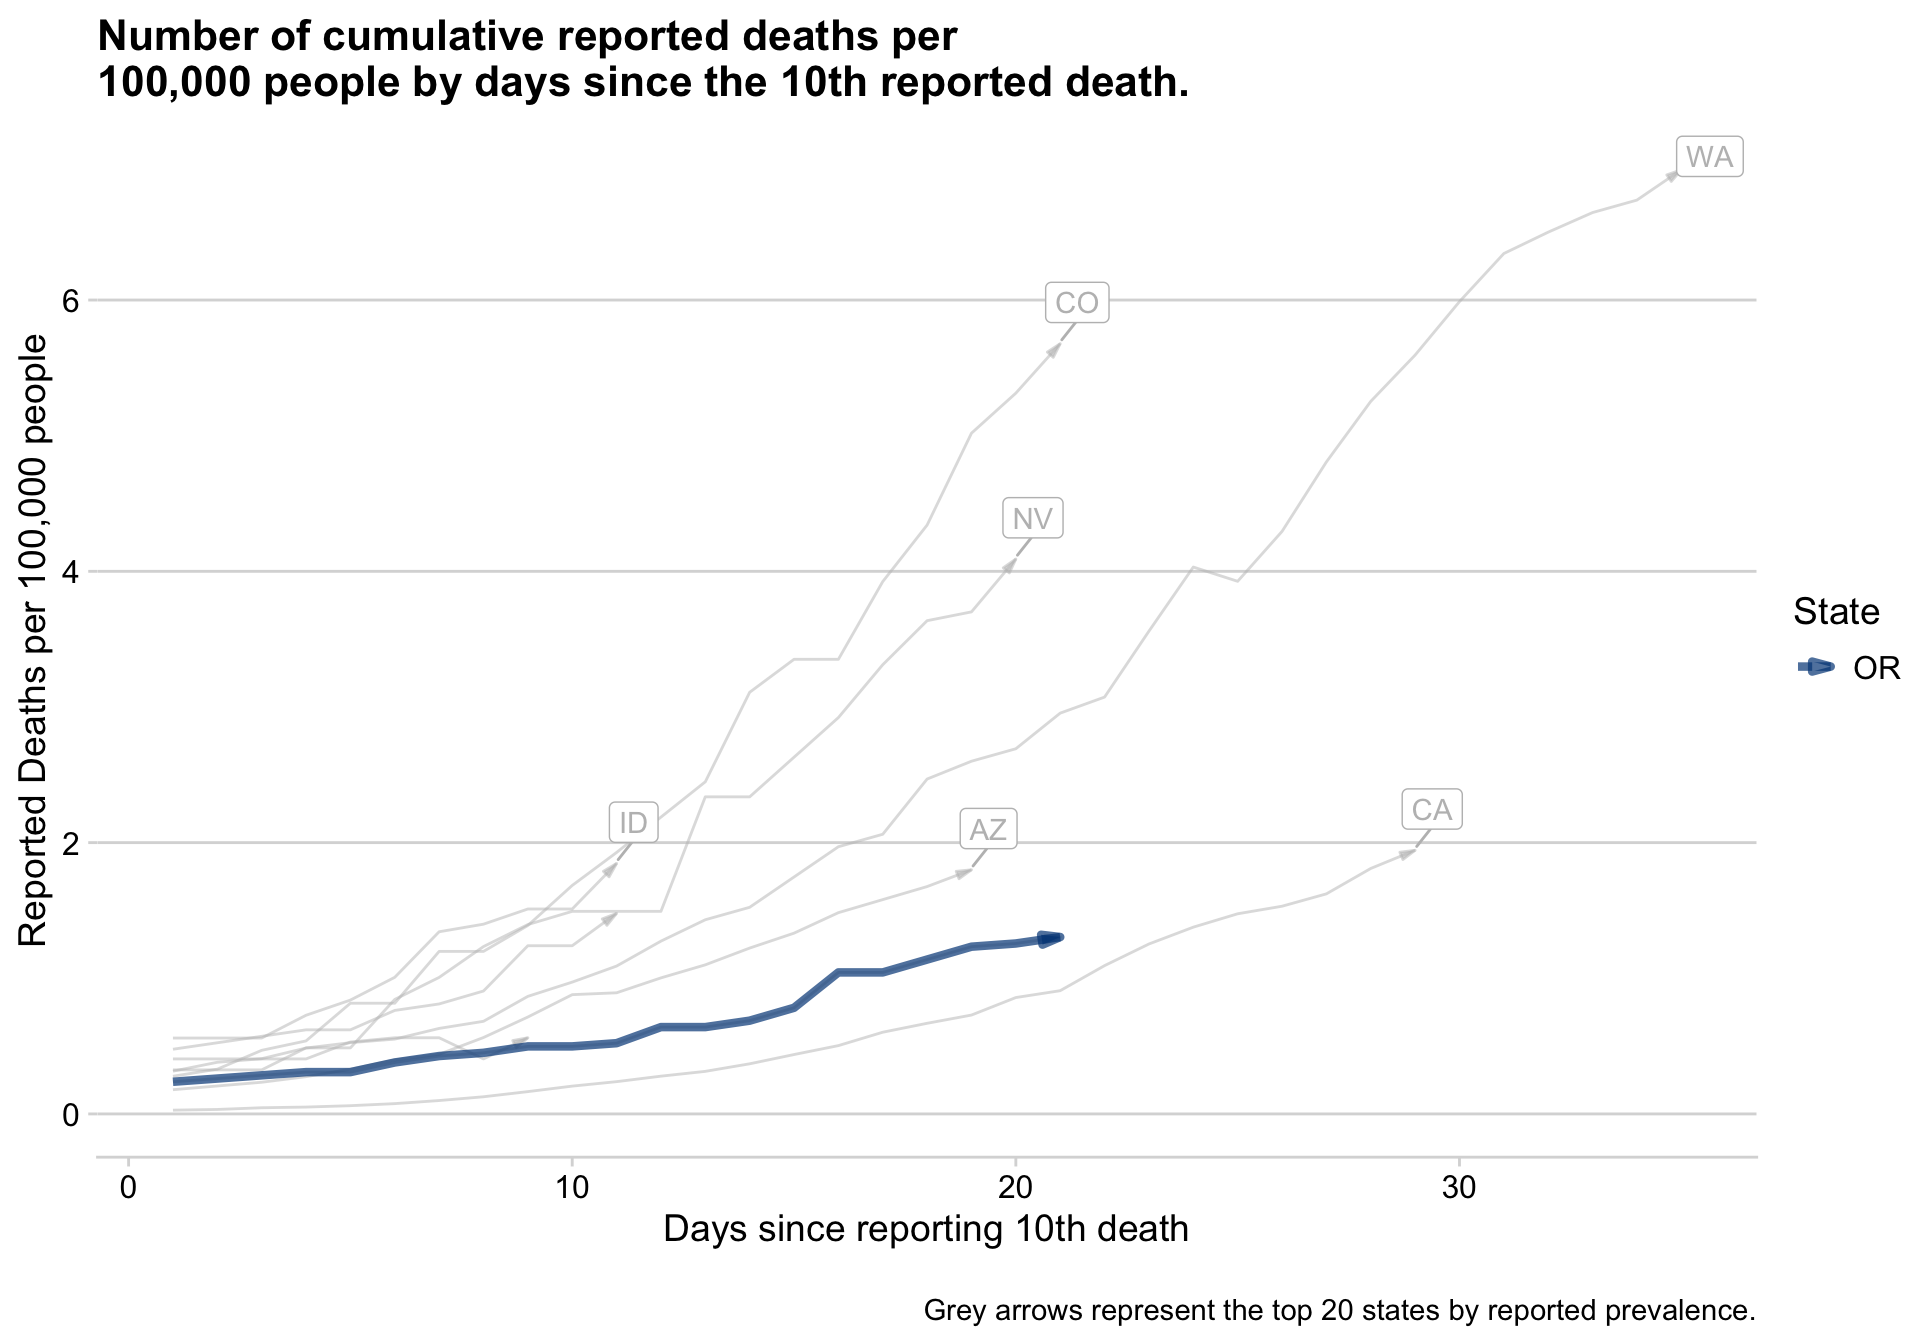 Number of cumulative reported deaths per
100,000 people by days since the 10th reported death.
Reported Deaths per 100,000 people
6
4
2
0
WA
CO
NV
ID
AZ
CA
State
OR
0 10 20 30
Days since reporting 10th death
Grey arrows represent the top 20 states by reported prevalence.